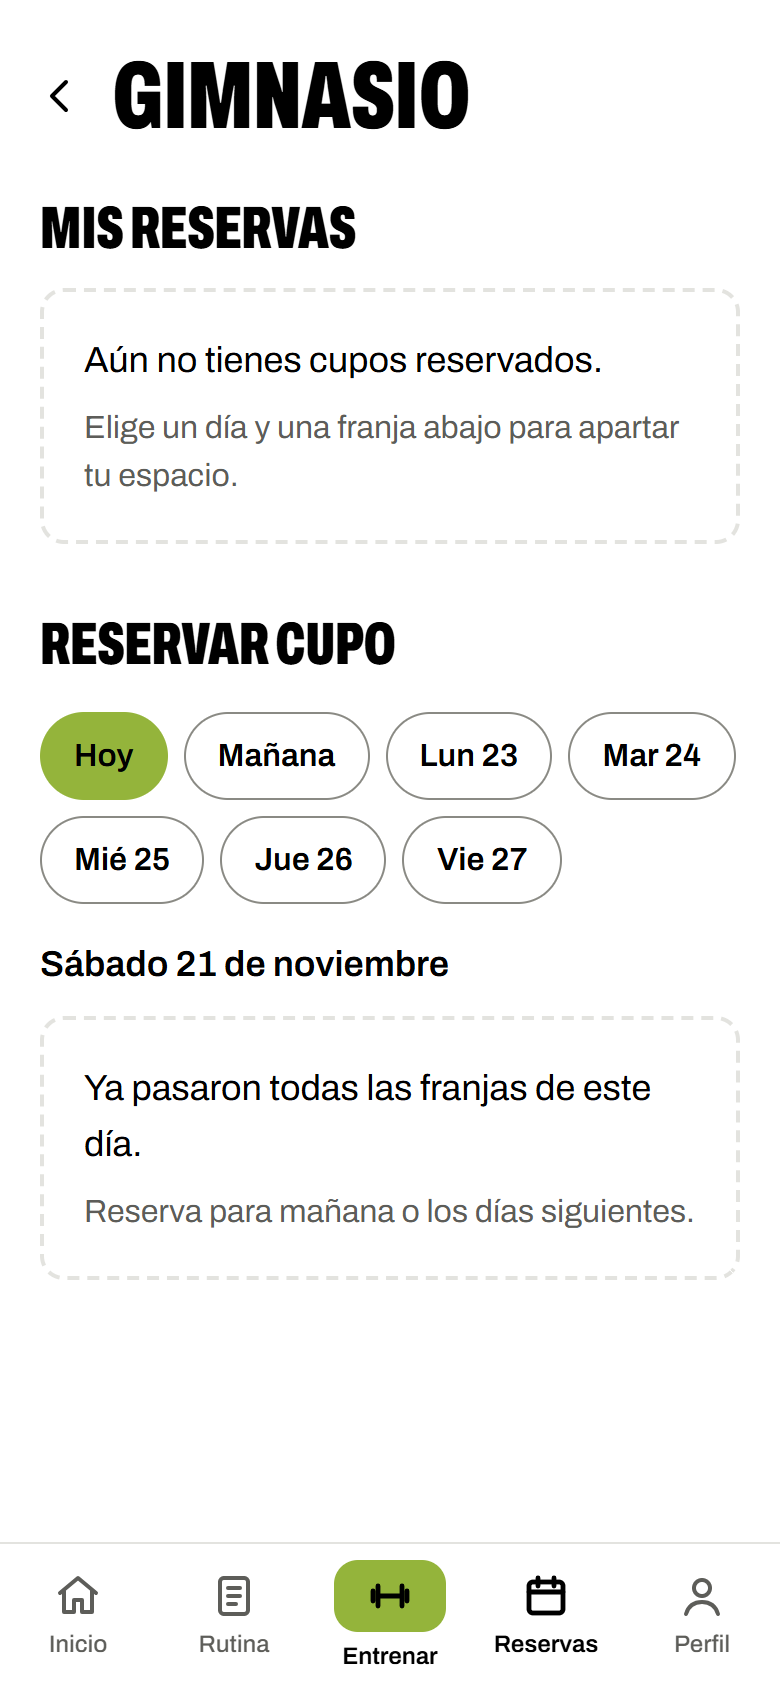 GIMNASIO
MIS RESERVAS
Aún no tienes cupos reservados.
Elige un día y una franja abajo para apartar
tu espacio.
RESERVAR CUPO
Hoy
Mañana
Lun 23
Mar 24
Mié 25
Jue 26
Vie 27
Sábado 21 de noviembre
Ya pasaron todas las franjas de este
día.
Reserva para mañana o los días siguientes.
Inicio
Rutina
Entrenar
Reservas
Perfil